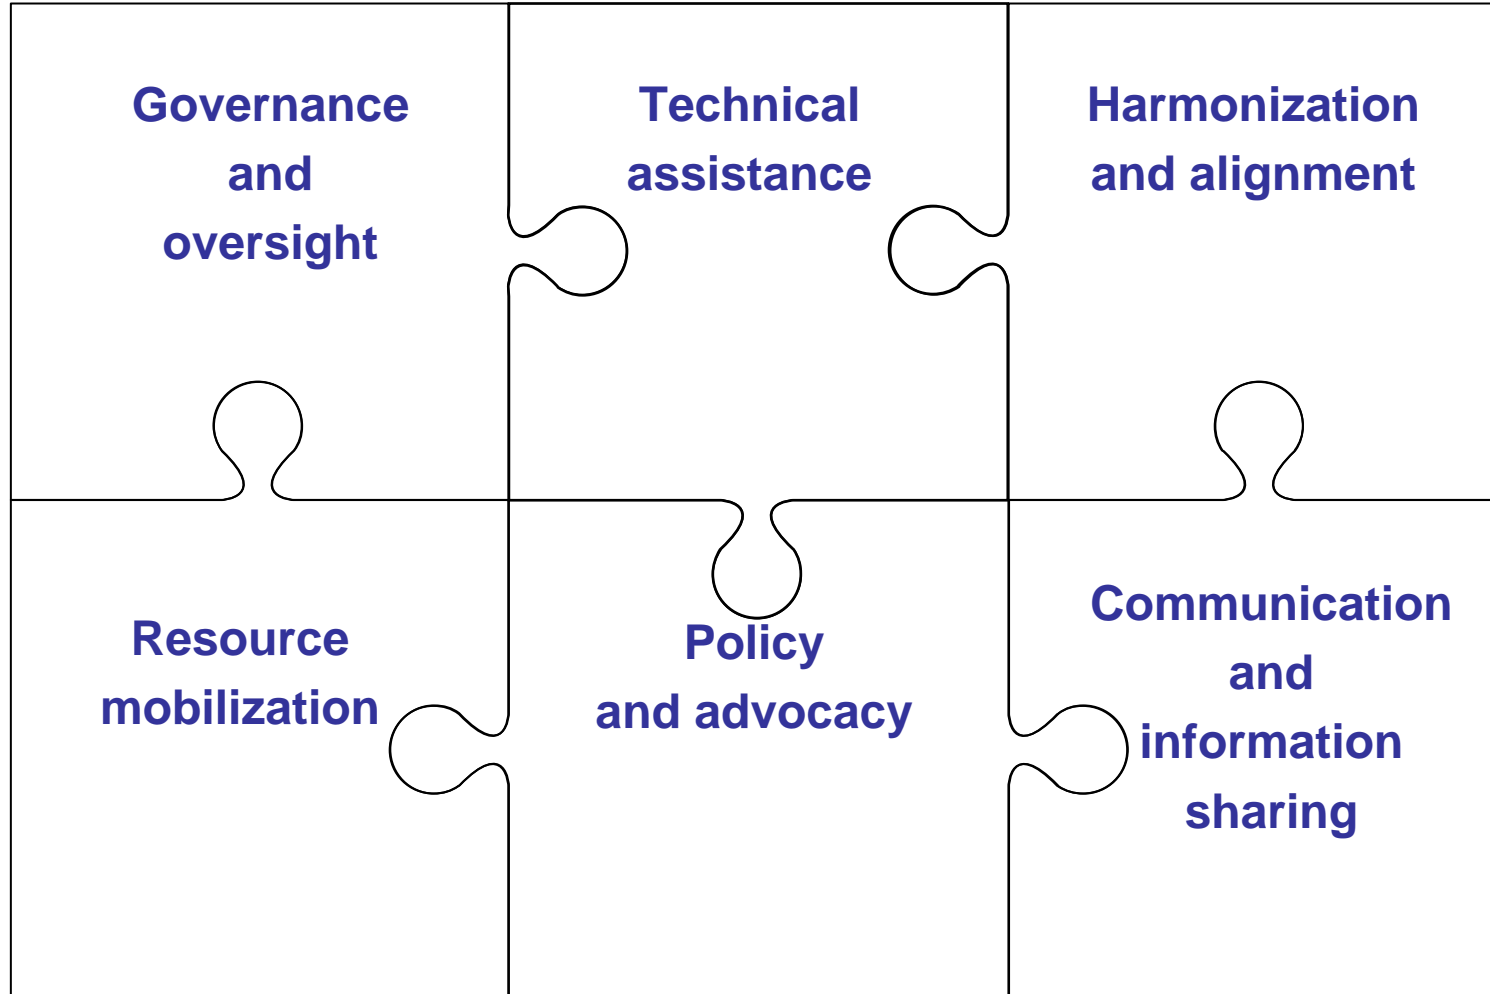 Governance
and
oversight
Technical
assistance
Harmonization
and alignment
Resource
mobilization
Policy
and advocacy
Communication
and
information
sharing